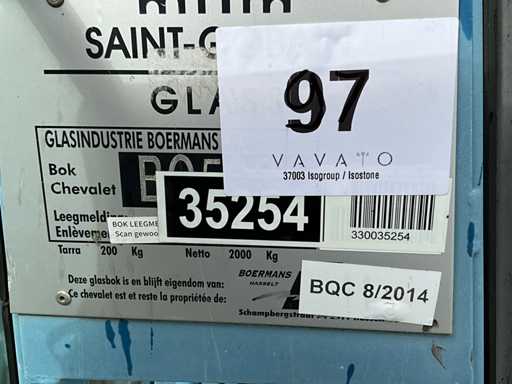 SAINT-G
GLA
97
VAVATO
37003 Isogroup / Isostone
GLASINDUSTRIE BOERMANS
Bok
Chevalet
35254
330035254
Leegmelding
Enlèvement
BOK LEEGME
Scan gewoo
Tarra 200 Kg Netto 2000 Kg
BOERMANS
HASSELT
Deze glasbok is en blijft eigendom van:
Ce chevalet est et reste la propriétée de:
BQC 8/2014